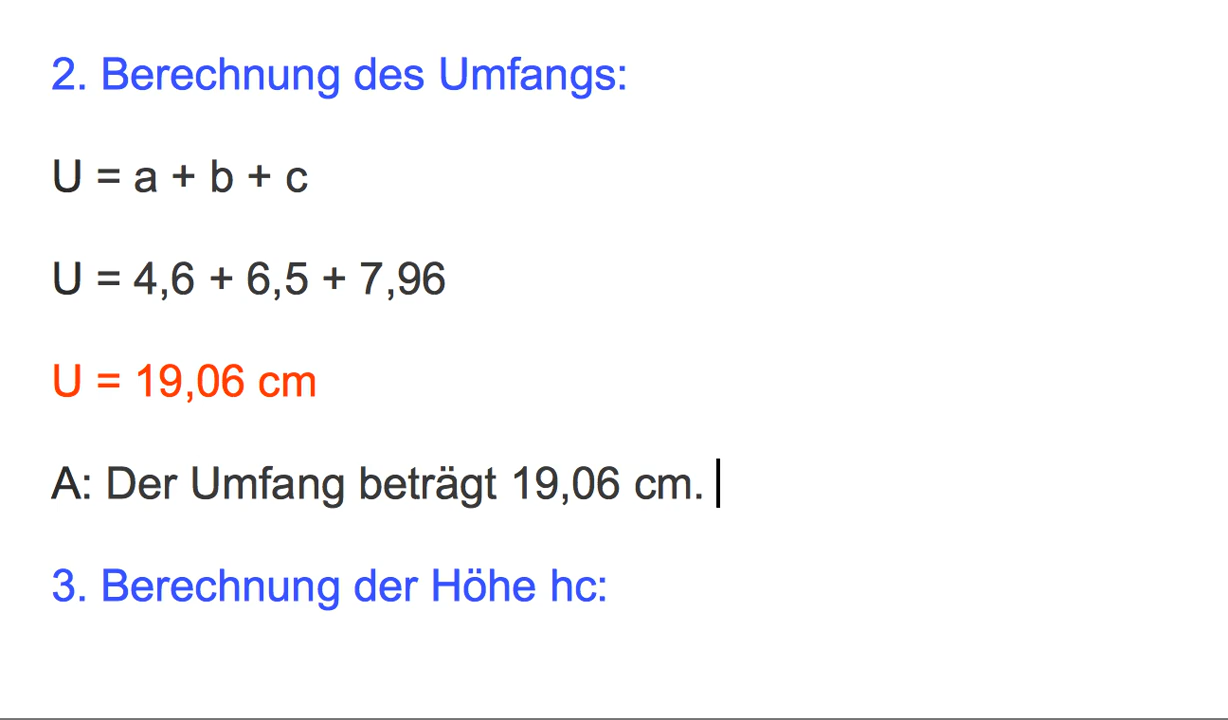 2. Berechnung des Umfangs:
U = a + b + c
U = 4,6 + 6,5 + 7,96
U = 19,06 cm
A: Der Umfang beträgt 19,06 cm.
3. Berechnung der Höhe hc: